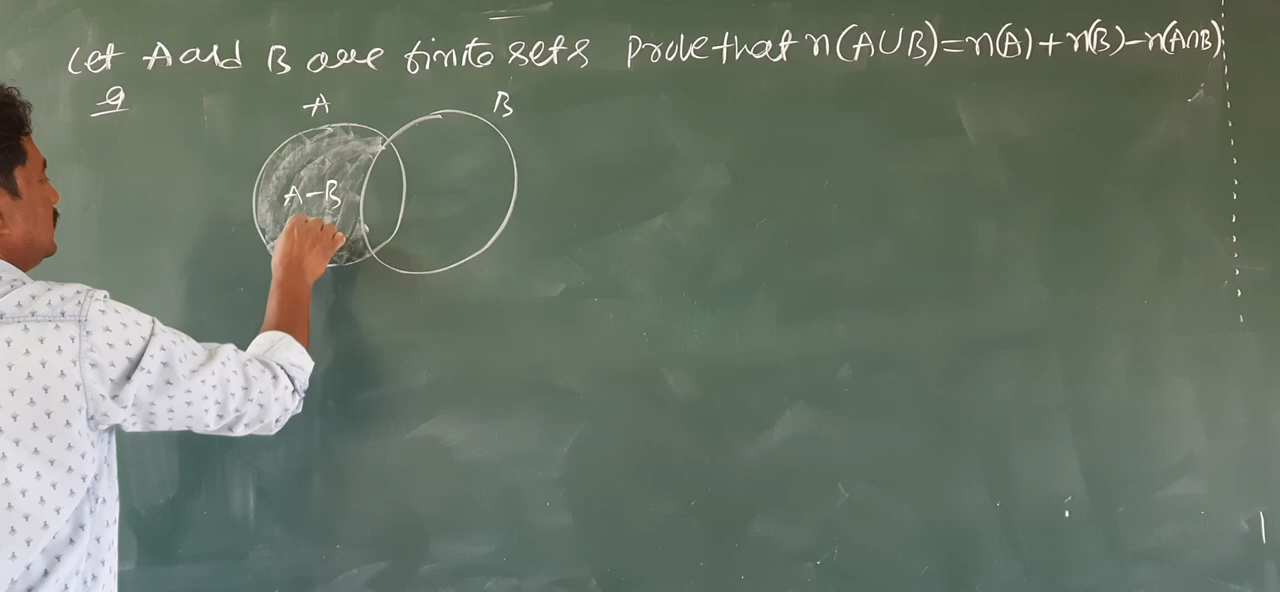 Let A and B are finite sets Prove that n(A∪B)=n(A)+n(B)-n(A∩B)
A B
A-B